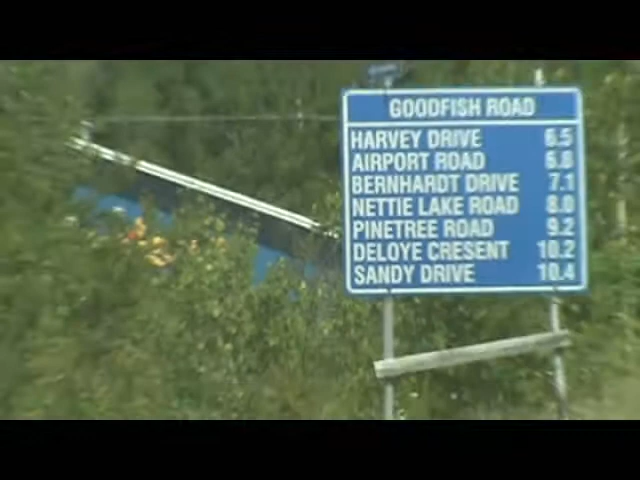 GOODFISH ROAD
HARVEY DRIVE 6.5
AIRPORT ROAD 6.8
BERNHARDT DRIVE 7.1
NETTIE LAKE ROAD 8.0
PINETREE ROAD 9.2
DELOYE CRESENT 10.2
SANDY DRIVE 10.4